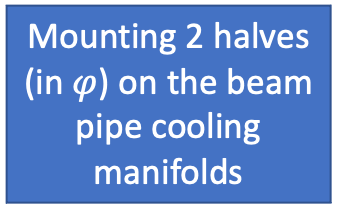 Mounting 2 halves
(in 𝜑) on the beam
pipe cooling
manifolds